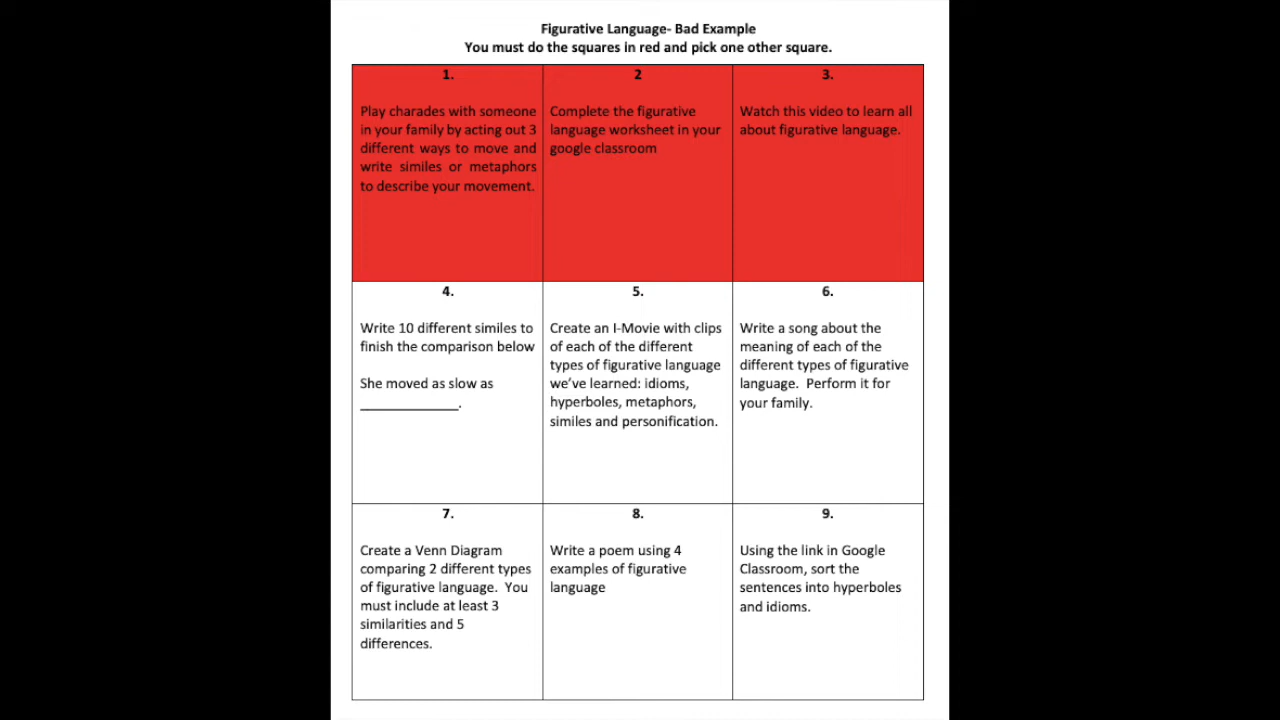 Figurative Language- Bad Example
You must do the squares in red and pick one other square.
1.
Play charades with someone
in your family by acting out 3
different ways to move and
write similes or metaphors
to describe your movement.
2
Complete the figurative
language worksheet in your
google classroom
3.
Watch this video to learn all
about figurative language.
4.
Write 10 different similes to
finish the comparison below
She moved as slow as
______________.
5.
Create an I-Movie with clips
of each of the different
types of figurative language
we've learned: idioms,
hyperboles, metaphors,
similes and personification.
6.
Write a song about the
meaning of each of the
different types of figurative
language.  Perform it for
your family.
7.
Create a Venn Diagram
comparing 2 different types
of figurative language.  You
must include at least 3
similarities and 5
differences.
8.
Write a poem using 4
examples of figurative
language
9.
Using the link in Google
Classroom, sort the
sentences into hyperboles
and idioms.